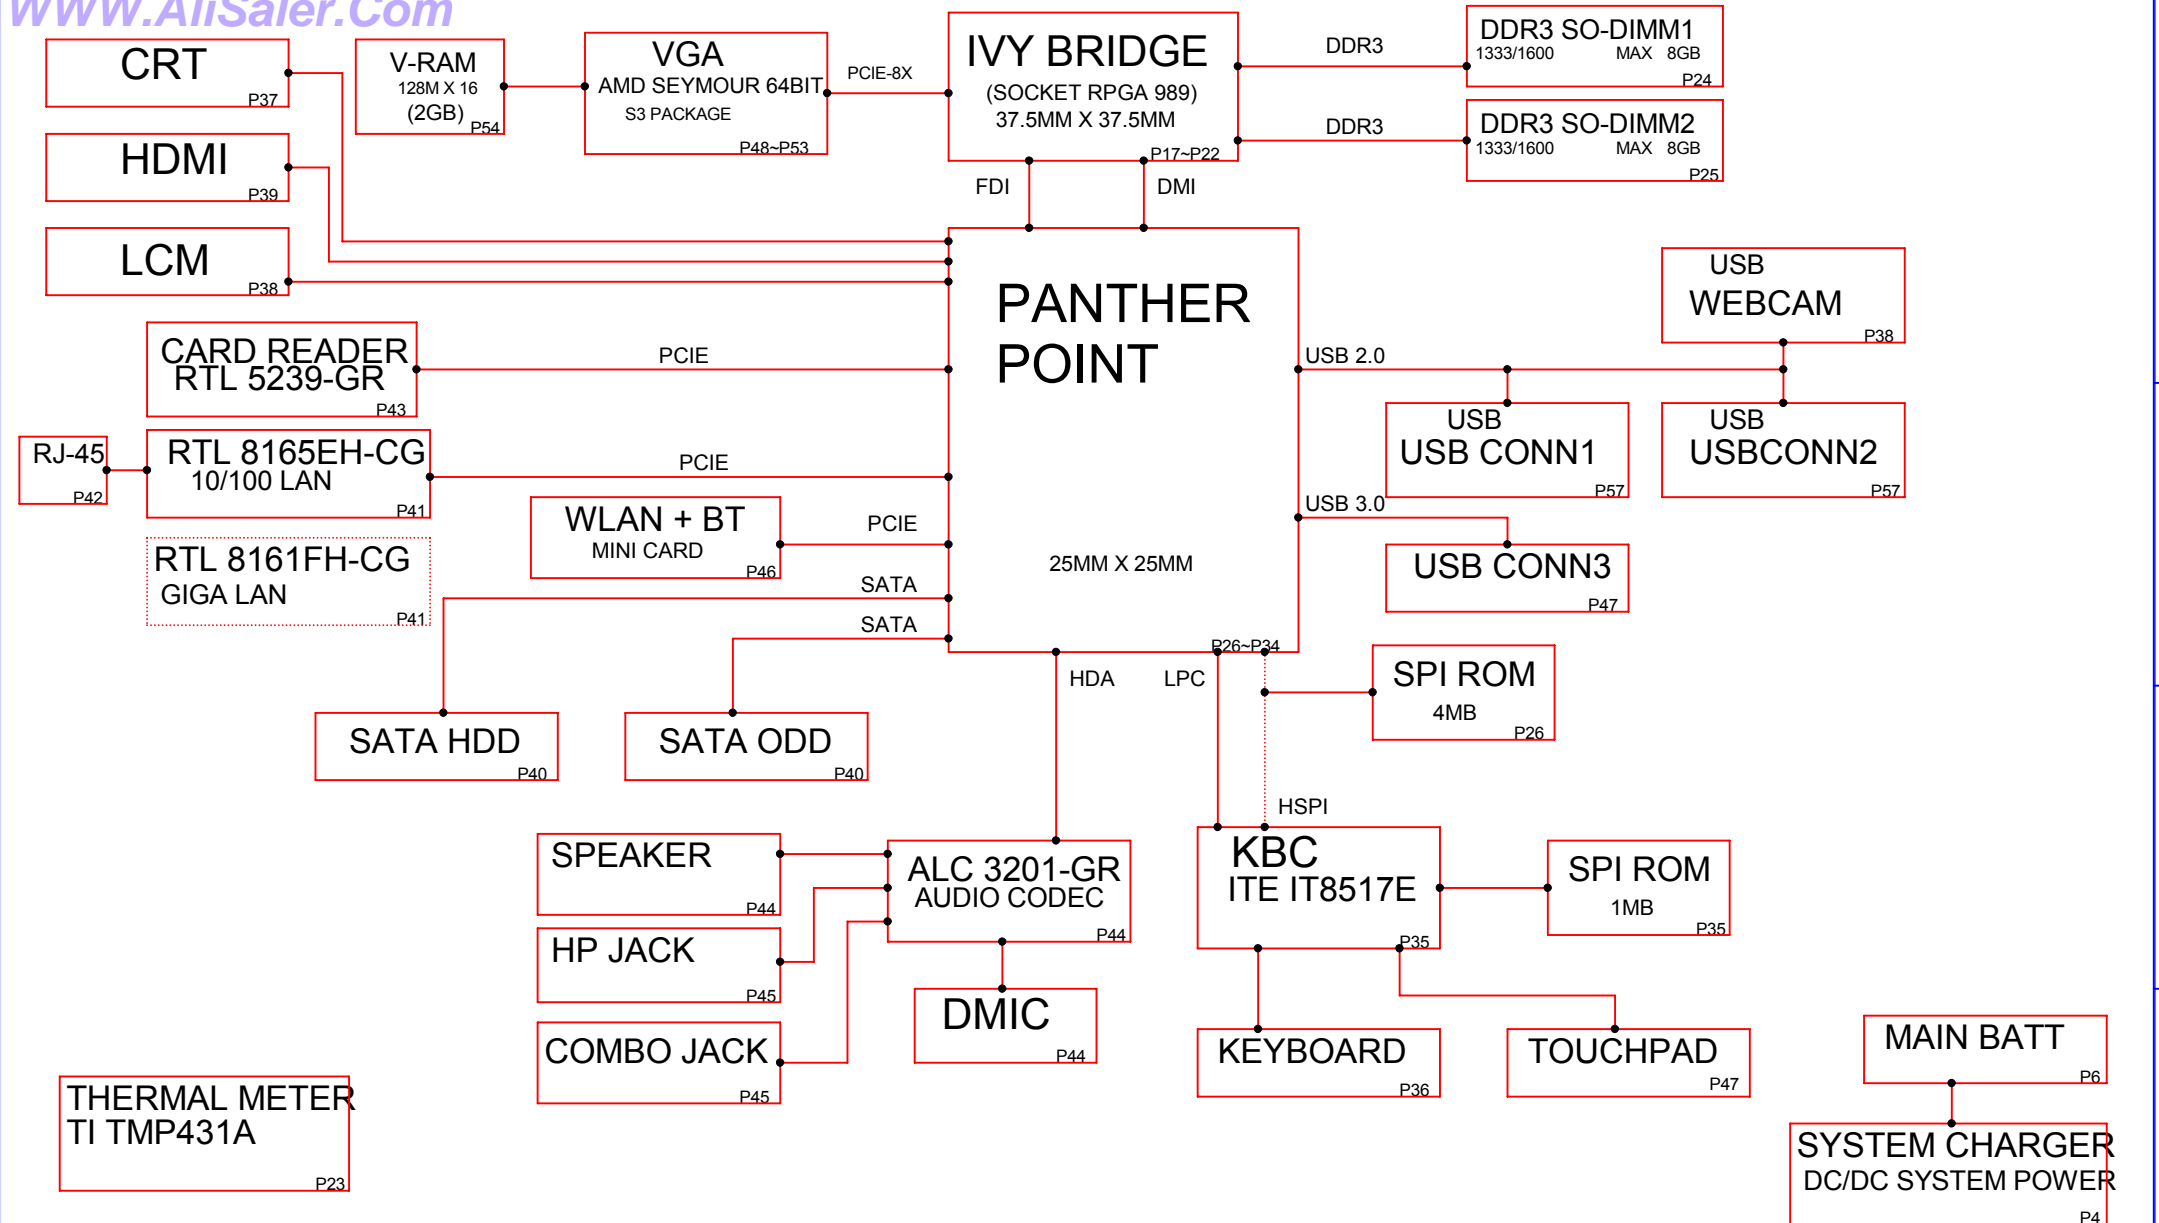 WWW.AliSaler.Com
CRT
P37
HDMI
P39
LCM
P38
V-RAM
128M X 16
(2GB)
P54
VGA
AMD SEYMOUR 64BIT
S3 PACKAGE
P48~P53
PCIE-8X
IVY BRIDGE
(SOCKET RPGA 989)
37.5MM X 37.5MM
P17~P22
DDR3
DDR3 SO-DIMM1
1333/1600 MAX 8GB
P24
DDR3
DDR3 SO-DIMM2
1333/1600 MAX 8GB
P25
FDI
DMI
PANTHER
POINT
25MM X 25MM
P26~P34
CARD READER
RTL 5239-GR
P43
PCIE
RJ-45
P42
RTL 8165EH-CG
10/100 LAN
P41
PCIE
RTL 8161FH-CG
GIGA LAN
P41
WLAN + BT
MINI CARD
P46
PCIE
SATA
SATA
SATA HDD
P40
SATA ODD
P40
USB 2.0
USB
WEBCAM
P38
USB
USB CONN1
P57
USB
USBCONN2
P57
USB 3.0
USB CONN3
P47
HDA
LPC
SPI ROM
4MB
P26
HSPI
SPEAKER
P44
HP JACK
P45
COMBO JACK
P45
ALC 3201-GR
AUDIO CODEC
P44
DMIC
P44
KBC
ITE IT8517E
P35
SPI ROM
1MB
P35
KEYBOARD
P36
TOUCHPAD
P47
THERMAL METER
TI TMP431A
P23
MAIN BATT
P6
SYSTEM CHARGER
DC/DC SYSTEM POWER
P4